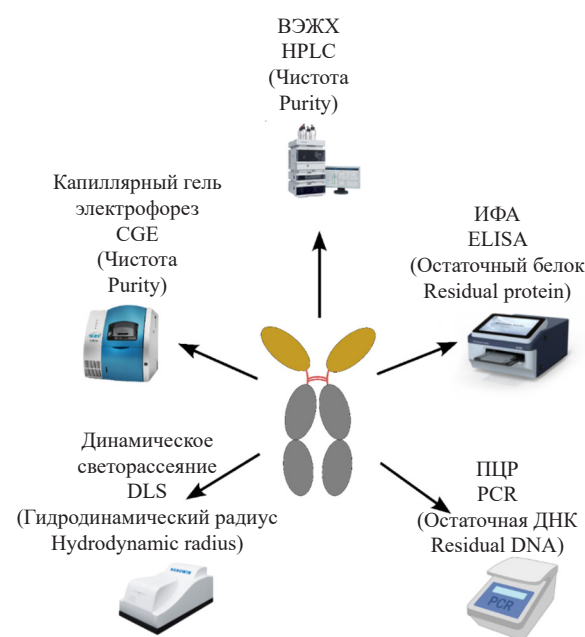 ВЭЖХ
HPLC
(Чистота
Purity)
Капиллярный гель
электрофорез
CGE
(Чистота
Purity)
ИФА
ELISA
(Остаточный белок
Residual protein)
Динамическое
светорассеяние
DLS
(Гидродинамический радиус
Hydrodynamic radius)
ПЦР
PCR
(Остаточная ДНК
Residual DNA)
PCR